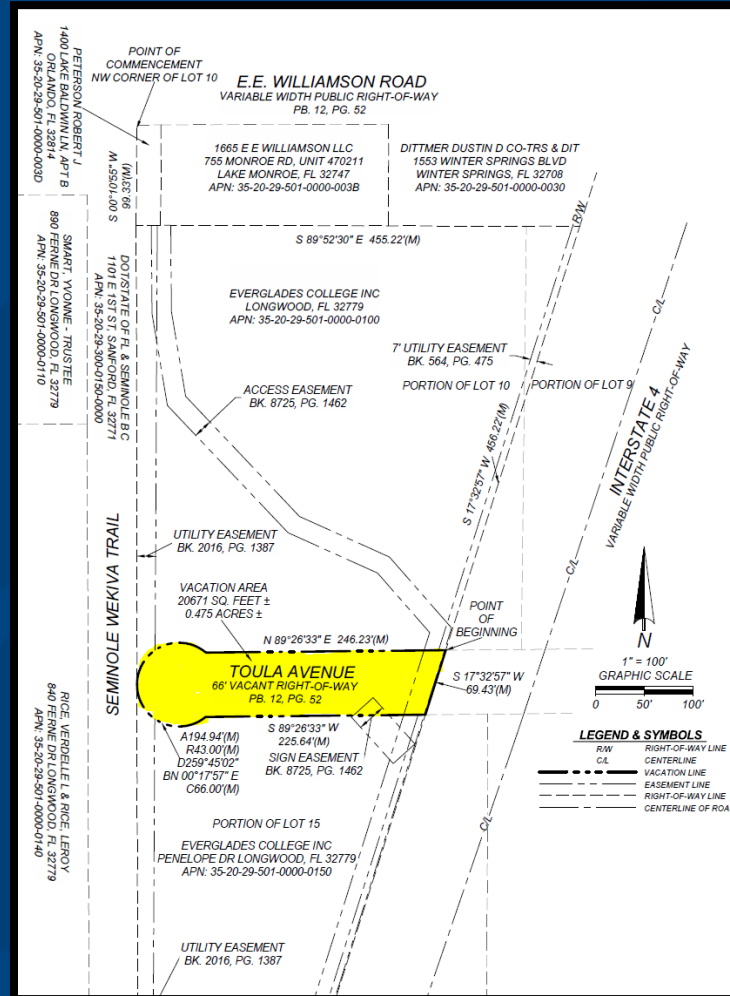 POINT OF
COMMENCEMENT
NW CORNER OF LOT 10
E.E. WILLIAMSON ROAD
VARIABLE WIDTH PUBLIC RIGHT-OF-WAY
PB. 12, PG. 52
PETERSON ROBERT J
1400 LAKE BALDWIN LN, APT B
ORLANDO, FL 32814
APN: 35-20-29-501-0000-003D
1665 E E WILLIAMSON LLC
755 MONROE RD, UNIT 470211
LAKE MONROE, FL 32747
APN: 35-20-29-501-0000-003B
DITTMER DUSTIN D CO-TRS & DIT
1553 WINTER SPRINGS BLVD
WINTER SPRINGS, FL 32708
APN: 35-20-29-501-0000-0030
S 00°10'55" W
99.33'(M)
R/W
S 89°52'30" E 455.22'(M)
SMART, YVONNE - TRUSTEE
890 FERNE DR LONGWOOD, FL 32779
APN: 35-20-29-501-0000-0110
DOT/STATE OF FL & SEMINOLE B C
1101 E 1ST ST, SANFORD, FL 32771
APN: 35-20-29-300-0150-0000
EVERGLADES COLLEGE INC
LONGWOOD, FL 32779
APN: 35-20-29-501-0000-0100
C/L
7' UTILITY EASEMENT
BK. 564, PG. 475
PORTION OF LOT 10
PORTION OF LOT 9
INTERSTATE 4
VARIABLE WIDTH PUBLIC RIGHT-OF-WAY
ACCESS EASEMENT
BK. 8725, PG. 1462
S 17°32'57" W 456.22'(M)
SEMINOLE WEKIVA TRAIL
UTILITY EASEMENT
BK. 2016, PG. 1387
C/L
VACATION AREA
20671 SQ. FEET ±
0.475 ACRES ±
POINT
OF
BEGINNING
N 89°26'33" E 246.23'(M)
N
1" = 100'
GRAPHIC SCALE
0 50' 100'
TOULA AVENUE
66' VACANT RIGHT-OF-WAY
PB. 12, PG. 52
S 17°32'57" W
69.43'(M)
S 89°26'33" W
225.64'(M)
SIGN EASEMENT
BK. 8725, PG. 1462
A194.94'(M)
R43.00'(M)
D259°45'02"
BN 00°17'57" E
C66.00'(M)
LEGEND & SYMBOLS
R/W RIGHT-OF-WAY LINE
C/L CENTERLINE
VACATION LINE
EASEMENT LINE
RIGHT-OF-WAY LINE
CENTERLINE OF ROA
RICE, VERDELLE L & RICE, LEROY
840 FERNE DR LONGWOOD, FL 32779
APN: 35-20-29-501-0000-0140
C/L
PORTION OF LOT 15
EVERGLADES COLLEGE INC
PENELOPE DR LONGWOOD, FL 32779
APN: 35-20-29-501-0000-0150
UTILITY EASEMENT
BK. 2016, PG. 1387